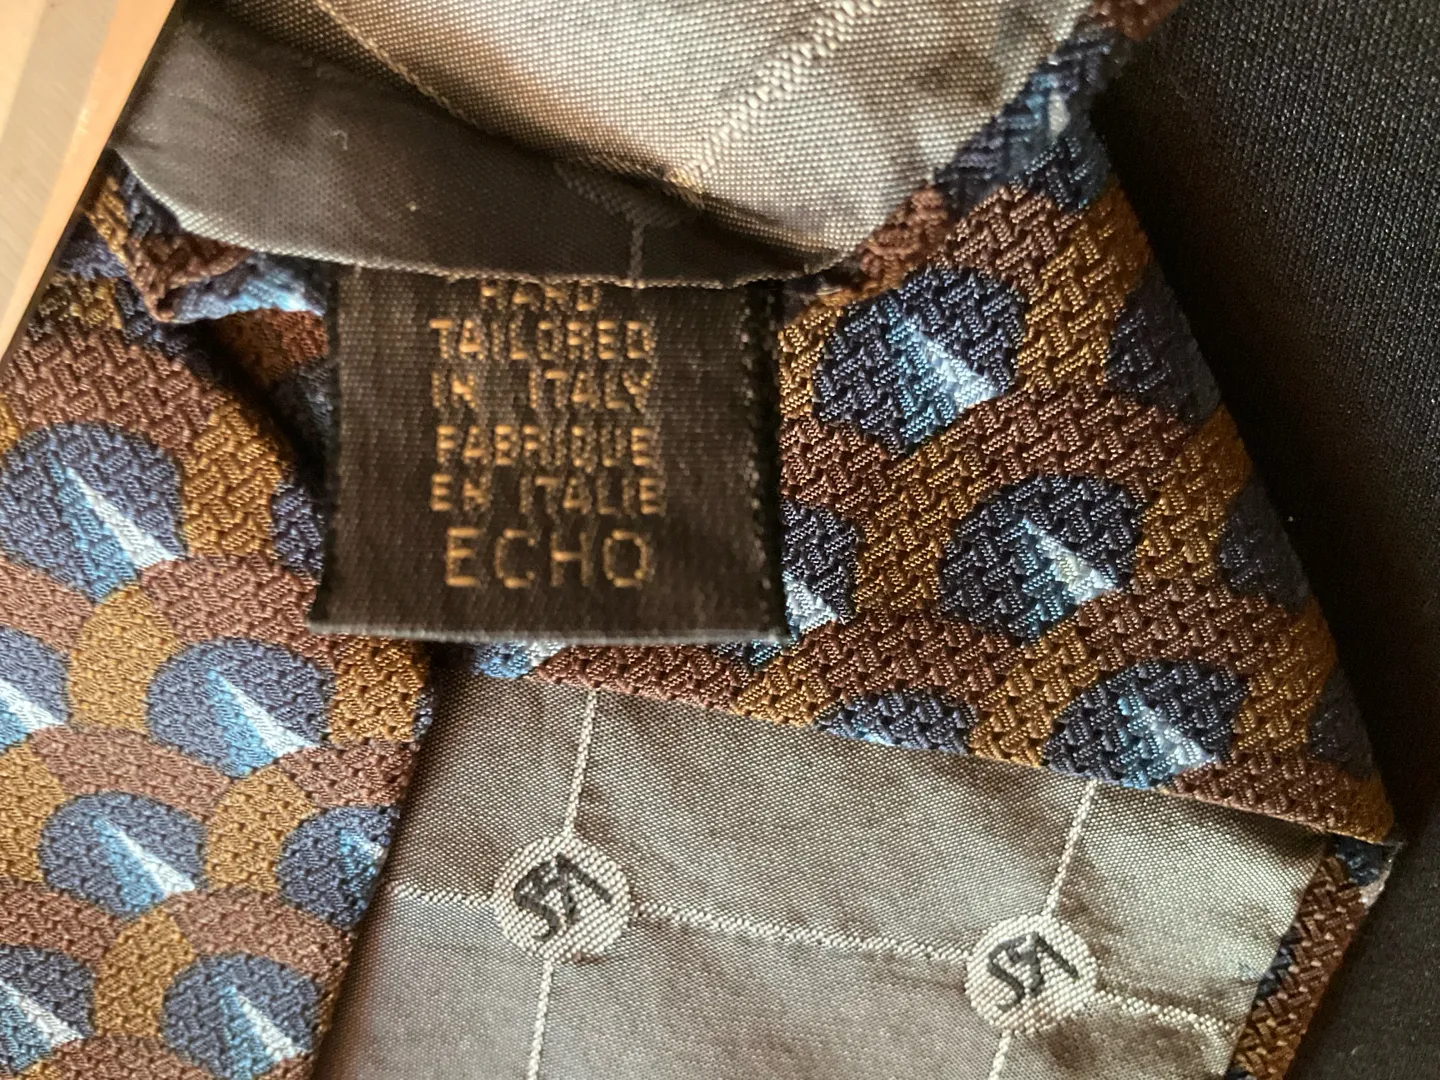 HAND
TAILORED
IN ITALY
FABRIQUE
EN ITALIE
ECHO